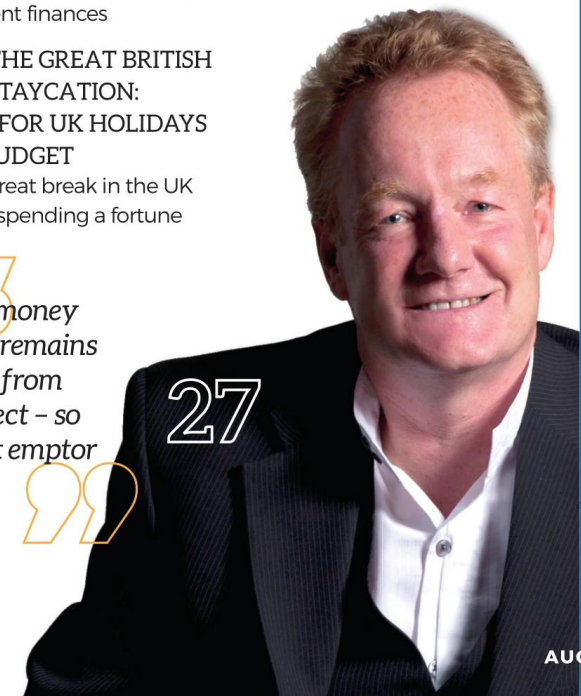 nt finances
HE GREAT BRITISH
TAYCATION:
FOR UK HOLIDAYS
UDGET
reat break in the UK
spending a fortune
money
remains
from
ect – so
t emptor
27
AUG